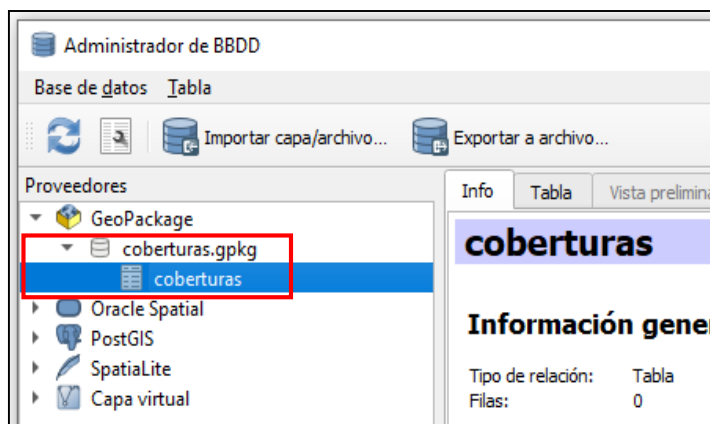 Administrador de BBDD
Base de datos Tabla
Importar capa/archivo... Exportar a archivo...
Proveedores
Info Tabla Vista
GeoPackage
coberturas.gpkg
coberturas
Oracle Spatial
PostGIS
SpatiaLite
Capa virtual
coberturas
Información
Tipo de relación: Tabla
Filas: 0